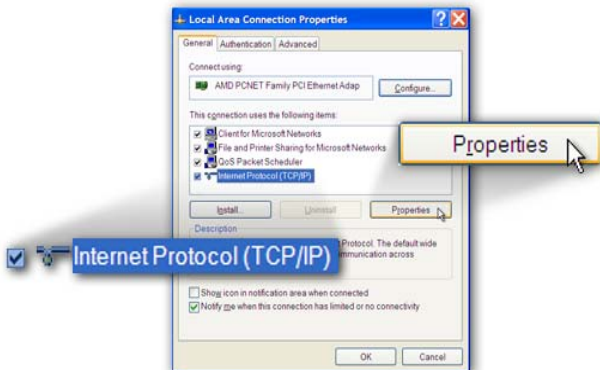 Local Area Connection Properties
General Authentication Advanced
Connect using:
AMD PCNET Family PCI Ethernet Adap Configure...
This connection uses the following items:
Client for Microsoft Networks
File and Printer Sharing for Microsoft Networks
QoS Packet Scheduler
Internet Protocol (TCP/IP)
Properties
Install... Uninstall Properties
Description
Internet Protocol (TCP/IP)
Protocol. The default wide
mmunication across
Show icon in notification area when connected
Notify me when this connection has limited or no connectivity
OK Cancel